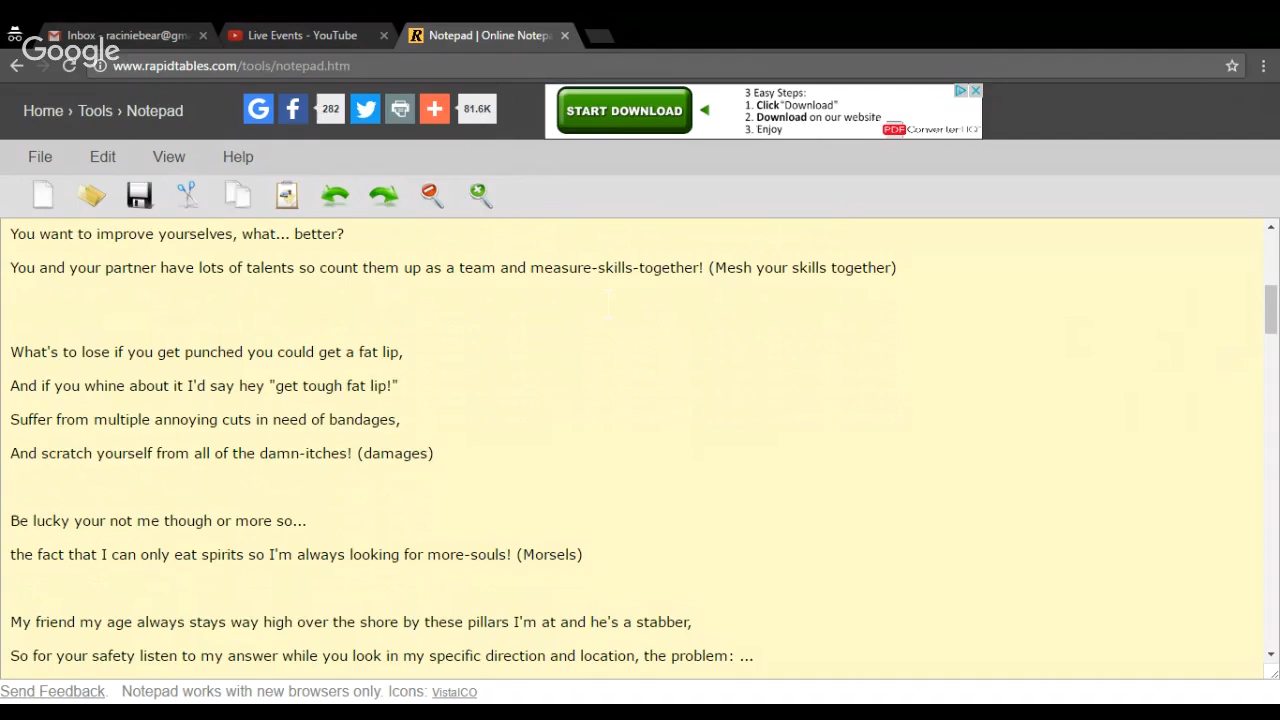 Inbox - raciniebear@gm
Live Events - YouTube
Notepad | Online Notepa
Google
www.rapidtables.com/tools/notepad.htm
Home › Tools › Notepad
282
81.6K
START DOWNLOAD
3 Easy Steps:
1. Click"Download"
2. Download on our website
3. Enjoy
PDF ConverterHQ
File Edit View Help
You want to improve yourselves, what... better?
You and your partner have lots of talents so count them up as a team and measure-skills-together! (Mesh your skills together)
What's to lose if you get punched you could get a fat lip,
And if you whine about it I'd say hey "get tough fat lip!"
Suffer from multiple annoying cuts in need of bandages,
And scratch yourself from all of the damn-itches! (damages)
Be lucky your not me though or more so...
the fact that I can only eat spirits so I'm always looking for more-souls! (Morsels)
My friend my age always stays way high over the shore by these pillars I'm at and he's a stabber,
So for your safety listen to my answer while you look in my specific direction and location, the problem: ...
Send Feedback. Notepad works with new browsers only. Icons: VistaICO